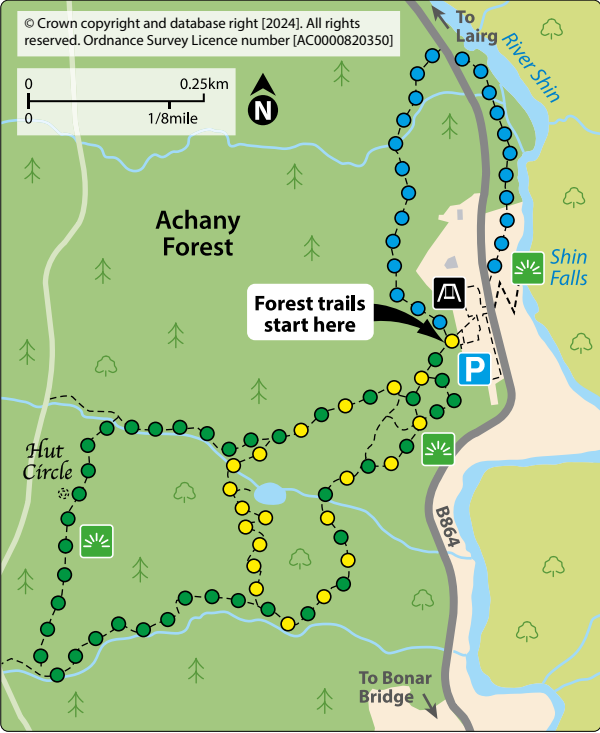 © Crown copyright and database right [2024]. All rights
reserved. Ordnance Survey Licence number [AC0000820350]
To
Lairg
River Shin
0 0.25km
0 1/8mile
N
Achany
Forest
Shin
Falls
Forest trails
start here
P
Hut
Circle
B864
To Bonar
Bridge